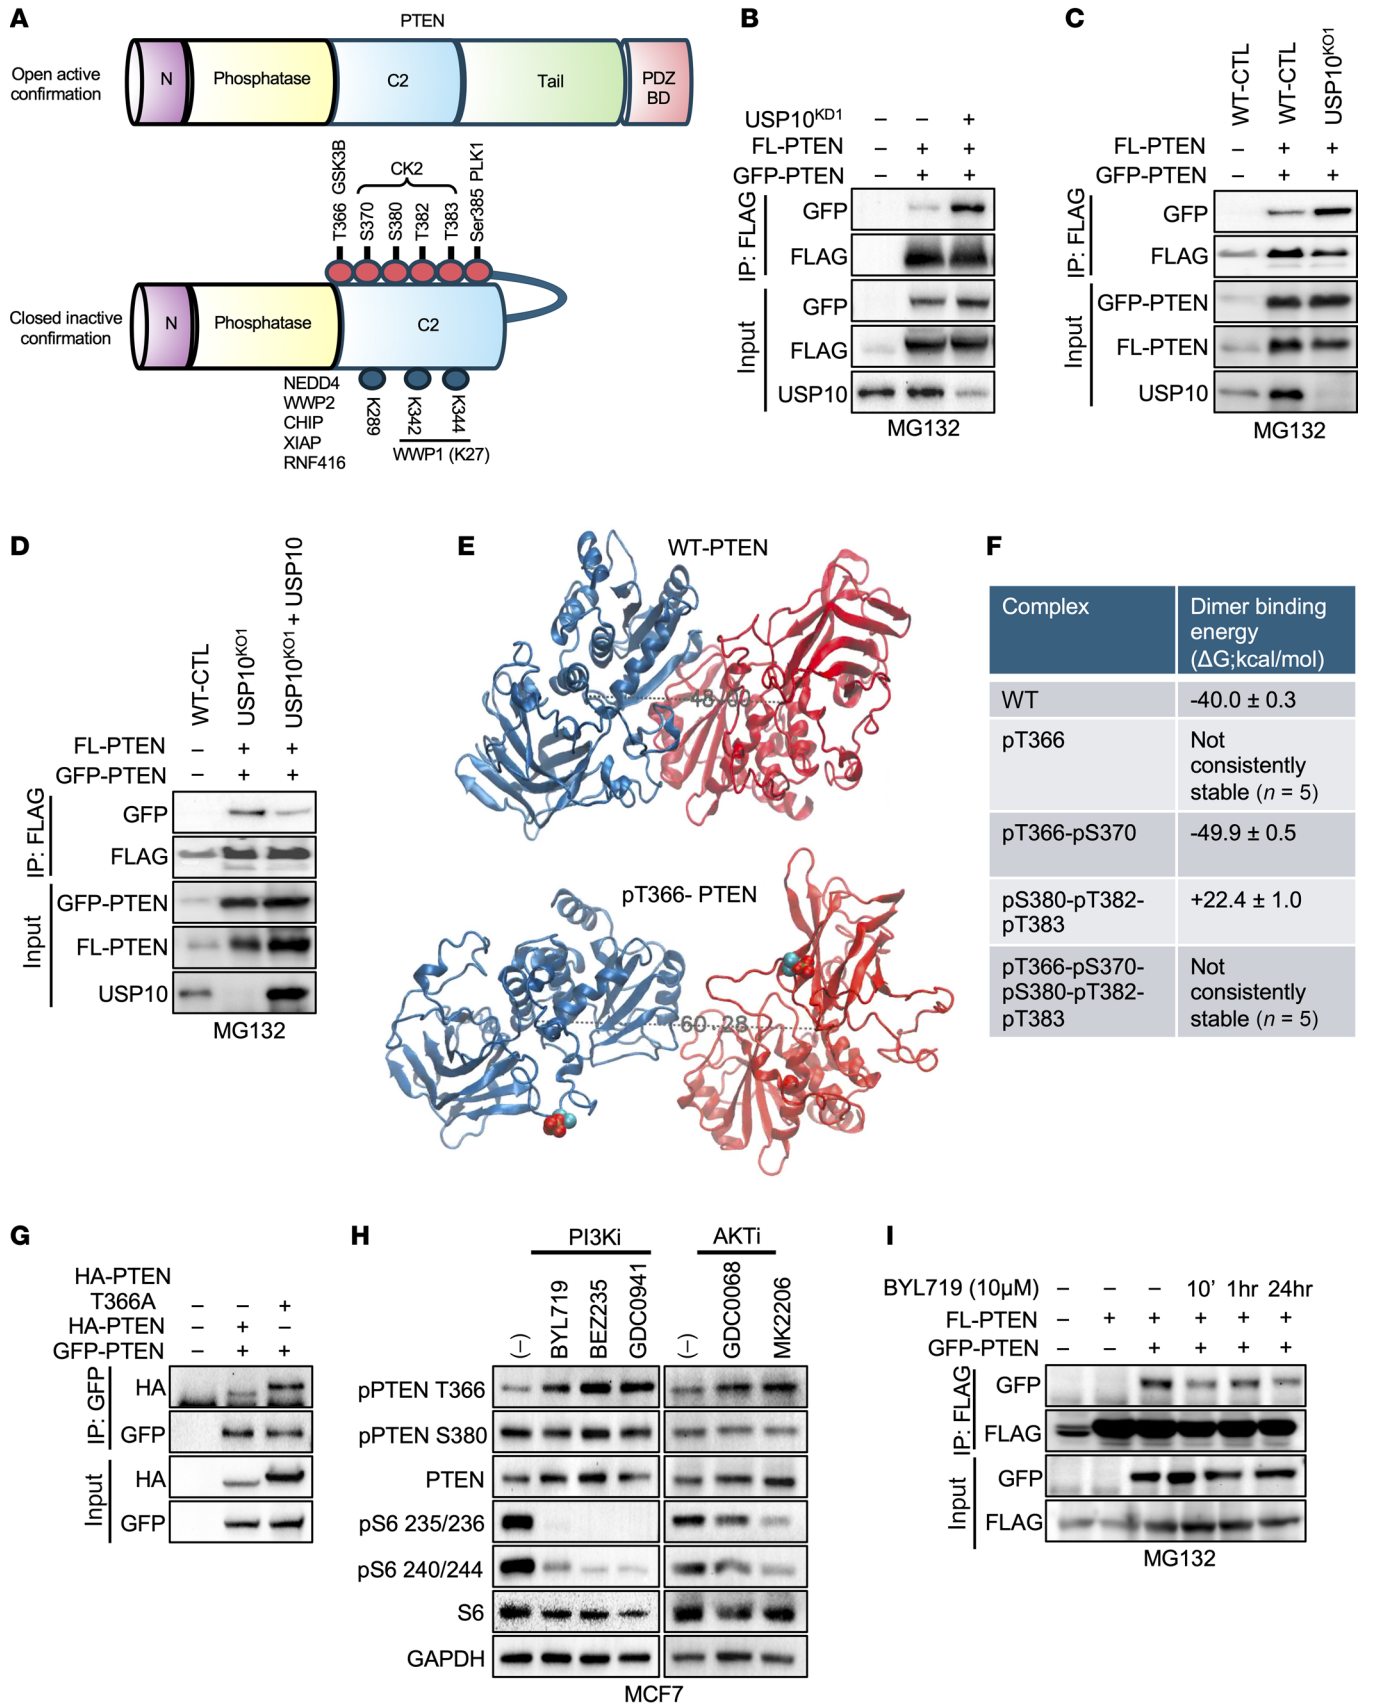 A
PTEN
Open active
confirmation
N
Phosphatase
C2
Tail
PDZ
BD
T366 GSK3B
S370
S380
T382
T383
Ser385 PLK1
CK2
Closed inactive
confirmation
N
Phosphatase
C2
NEDD4
WWP2
CHIP
XIAP
RNF416
K289
K342
K344
WWP1 (K27)
B
USP10KD1 – – +
FL-PTEN – + +
GFP-PTEN – + +
IP: FLAG
GFP
FLAG
Input
GFP
FLAG
USP10
MG132
C
WT-CTL
WT-CTL
USP10KO1
FL-PTEN – + +
GFP-PTEN – + +
IP: FLAG
GFP
FLAG
Input
GFP-PTEN
FL-PTEN
USP10
MG132
D
WT-CTL
USP10KO1
USP10KO1 + USP10
FL-PTEN – + +
GFP-PTEN – + +
IP: FLAG
GFP
FLAG
Input
GFP-PTEN
FL-PTEN
USP10
MG132
E
WT-PTEN
48.00
pT366- PTEN
60.28
F
Complex
Dimer binding
energy
(ΔG;kcal/mol)
WT
-40.0 ± 0.3
pT366
Not
consistently
stable (n = 5)
pT366-pS370
-49.9 ± 0.5
pS380-pT382-
pT383
+22.4 ± 1.0
pT366-pS370-
pS380-pT382-
pT383
Not
consistently
stable (n = 5)
G
HA-PTEN
T366A – – +
HA-PTEN – + –
GFP-PTEN – + +
IP: GFP
HA
GFP
Input
HA
GFP
H
PI3Ki
AKTi
(–)
BYL719
BEZ235
GDC0941
(–)
GDC0068
MK2206
pPTEN T366
pPTEN S380
PTEN
pS6 235/236
pS6 240/244
S6
GAPDH
MCF7
I
BYL719 (10µM) – – – 10’ 1hr 24hr
FL-PTEN – + + + + +
GFP-PTEN – – + + + +
IP: FLAG
GFP
FLAG
Input
GFP
FLAG
MG132